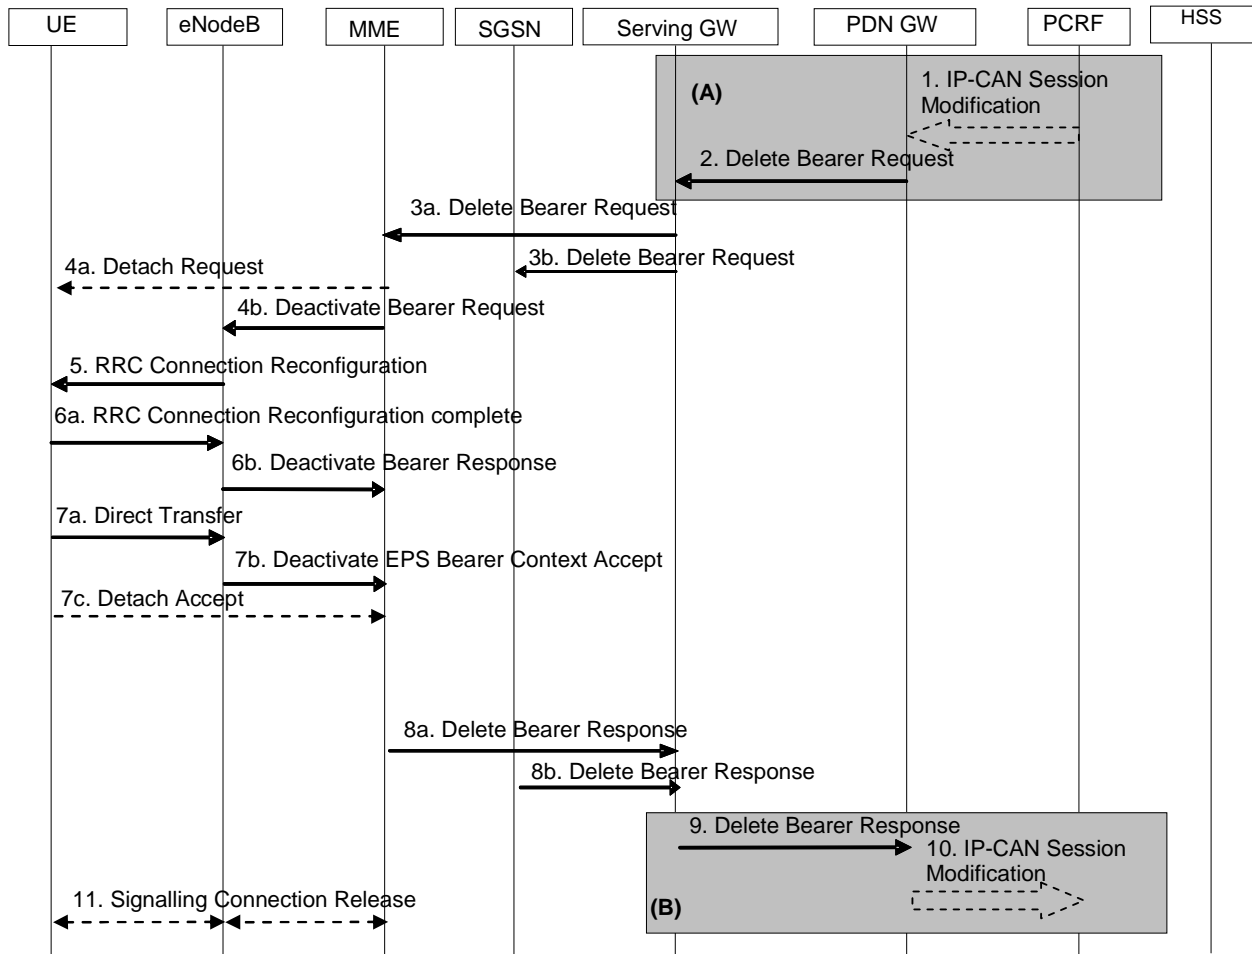 UE
eNodeB
MME
SGSN
Serving GW
PDN GW
PCRF
HSS
(A)
1. IP-CAN Session
Modification
2. Delete Bearer Request
3a. Delete Bearer Request
3b. Delete Bearer Request
4a. Detach Request
4b. Deactivate Bearer Request
5. RRC Connection Reconfiguration
6a. RRC Connection Reconfiguration complete
6b. Deactivate Bearer Response
7a. Direct Transfer
7b. Deactivate EPS Bearer Context Accept
7c. Detach Accept
8a. Delete Bearer Response
8b. Delete Bearer Response
9. Delete Bearer Response
10. IP-CAN Session
Modification
11. Signalling Connection Release
(B)